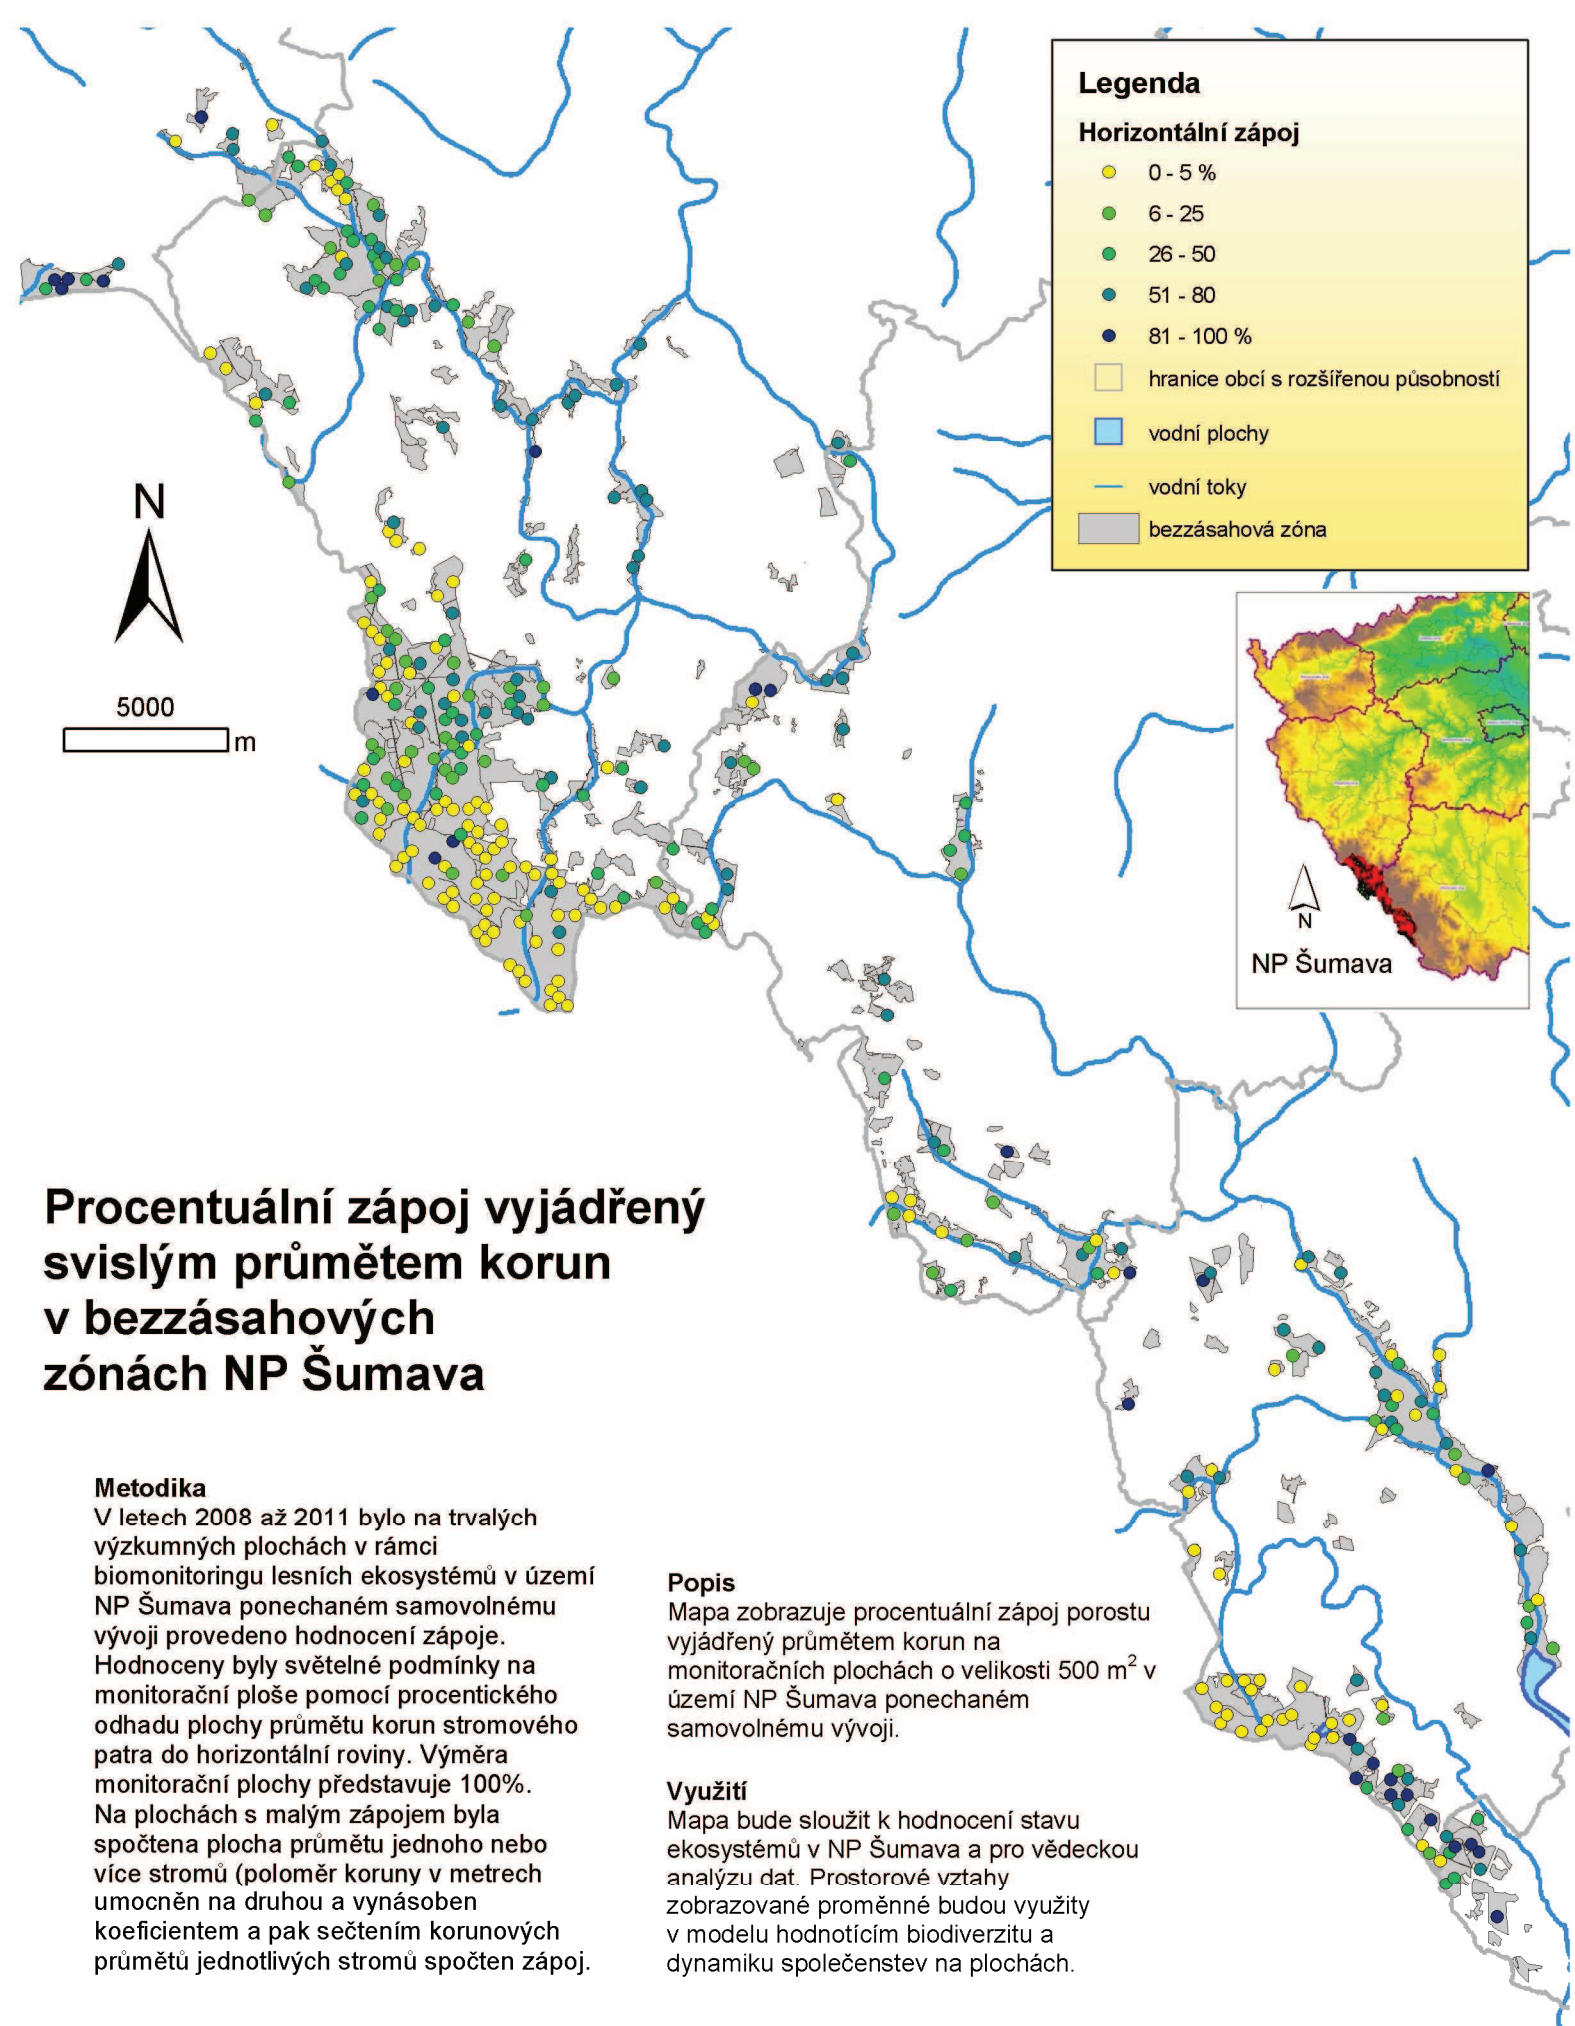 Legenda
Horizontální zápoj
0 - 5 %
6 - 25
26 - 50
51 - 80
81 - 100 %
hranice obcí s rozšířenou působností
vodní plochy
vodní toky
bezzásahová zóna
N
5000
m
N
NP Šumava
Procentuální zápoj vyjádřený
svislým průmětem korun
v bezzásahových
zónách NP Šumava
Metodika
V letech 2008 až 2011 bylo na trvalých
výzkumných plochách v rámci
biomonitoringu lesních ekosystémů v území
NP Šumava ponechaném samovolnému
vývoji provedeno hodnocení zápoje.
Hodnoceny byly světelné podmínky na
monitorační ploše pomocí procentického
odhadu plochy průmětu korun stromového
patra do horizontální roviny. Výměra
monitorační plochy představuje 100%.
Na plochách s malým zápojem byla
spočtena plocha průmětu jednoho nebo
více stromů (poloměr koruny v metrech
umocněn na druhou a vynásoben
koeficientem a pak sečtením korunových
průmětů jednotlivých stromů spočten zápoj.
Popis
Mapa zobrazuje procentuální zápoj porostu
vyjádřený průmětem korun na
monitoračních plochách o velikosti 500 m² v
území NP Šumava ponechaném
samovolnému vývoji.
Využití
Mapa bude sloužit k hodnocení stavu
ekosystémů v NP Šumava a pro vědeckou
analýzu dat. Prostorové vztahy
zobrazované proměnné budou využity
v modelu hodnotícím biodiverzitu a
dynamiku společenstev na plochách.